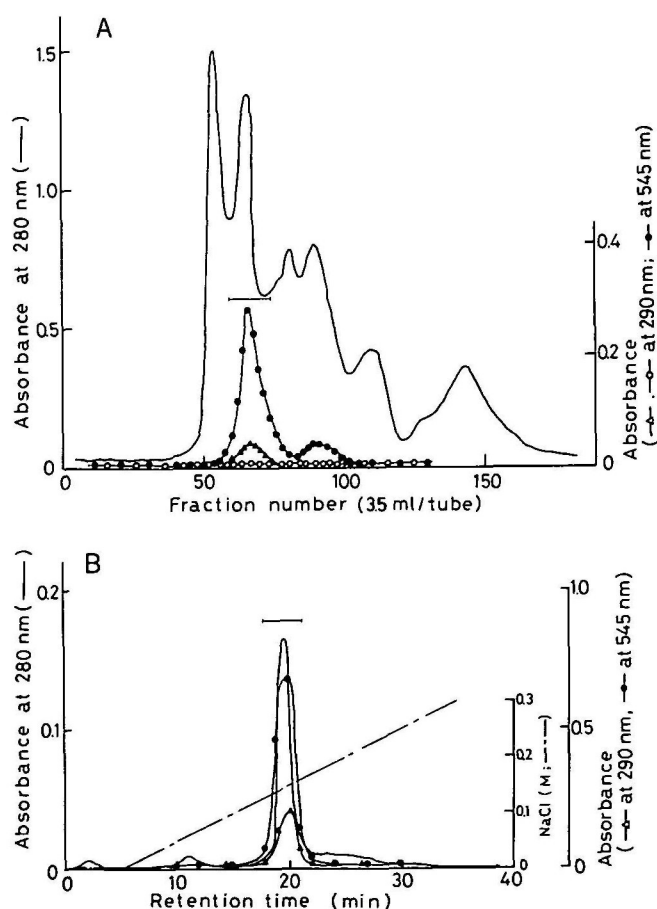 A
Absorbance at 280 nm (——)
1.5
1.0
0.5
0
0.4
0.2
0
Absorbance
(—△—, —○— at 290nm; —●— at 545 nm)
50
100
150
Fraction number (3.5 ml/tube)
B
Absorbance at 280 nm (——)
0.2
0.1
0
0.3
0.2
0.1
0
NaCl (M; —·—)
1.0
0.5
0
Absorbance
(—△— at 290 nm, —●— at 545 nm)
0
10
20
30
40
Retention time (min)